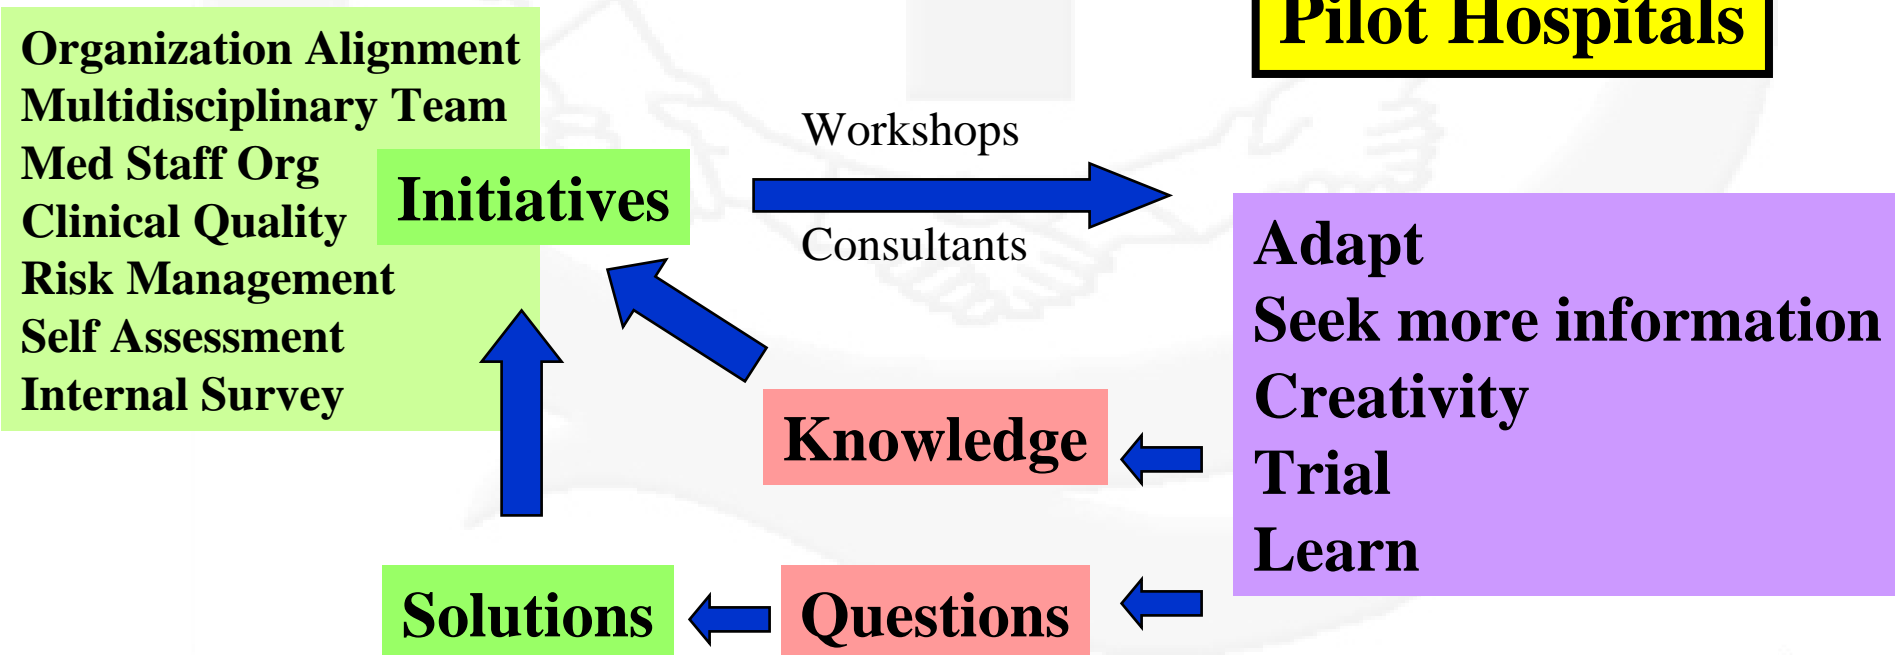 Pilot Hospitals
Organization Alignment
Multidisciplinary Team
Med Staff Org
Clinical Quality
Risk Management
Self Assessment
Internal Survey
Initiatives
Workshops
Consultants
Adapt
Seek more information
Creativity
Trial
Learn
Knowledge
Solutions
Questions